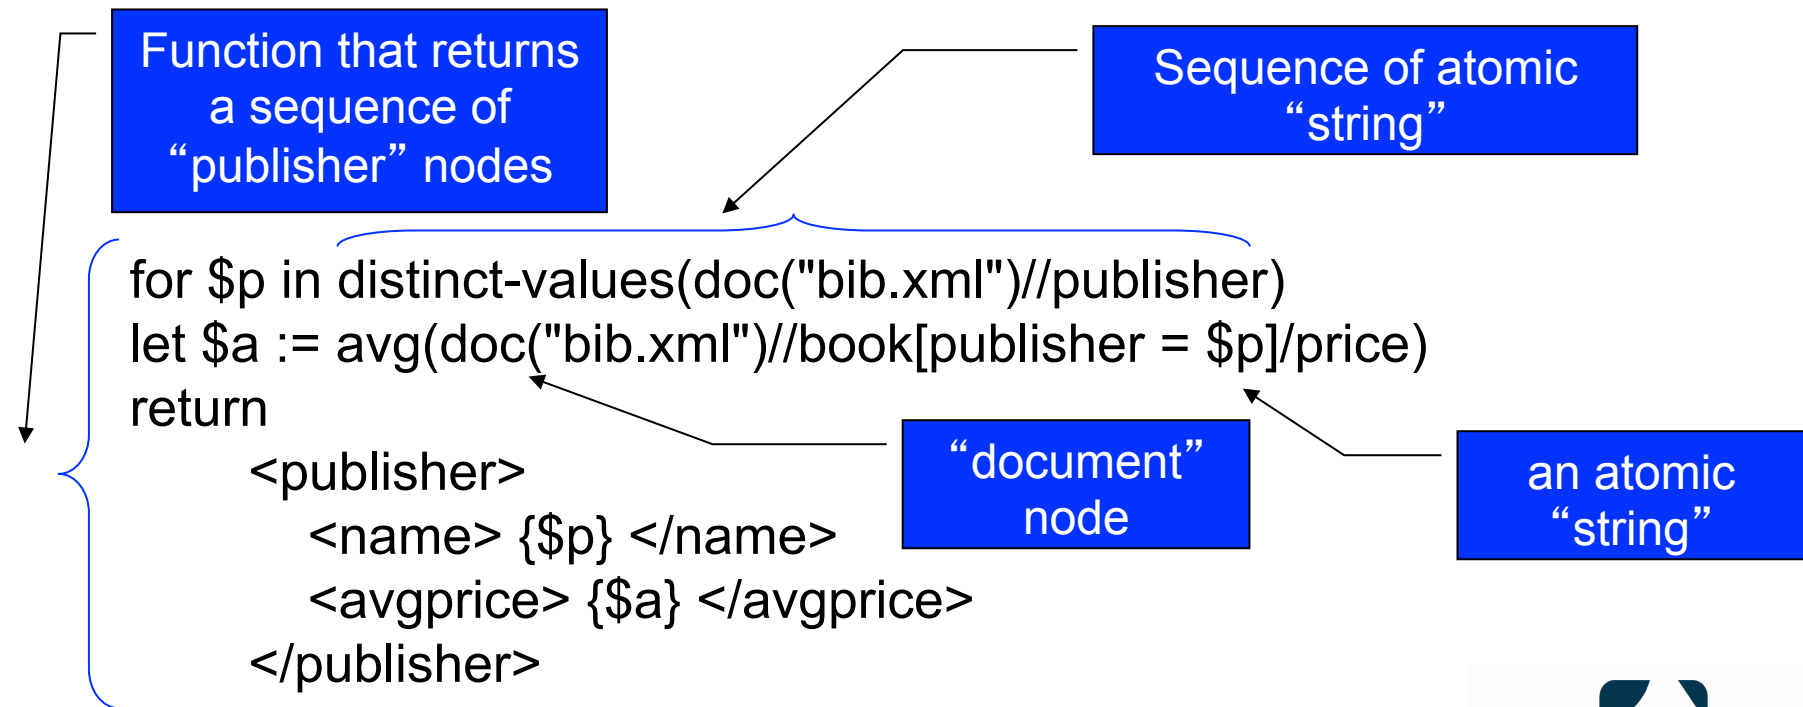 Function that returns
a sequence of
“publisher” nodes
Sequence of atomic
“string”
for $p in distinct-values(doc("bib.xml")//publisher)
let $a := avg(doc("bib.xml")//book[publisher = $p]/price)
return
<publisher>
<name> {$p} </name>
<avgprice> {$a} </avgprice>
</publisher>
“document”
node
an atomic
“string”